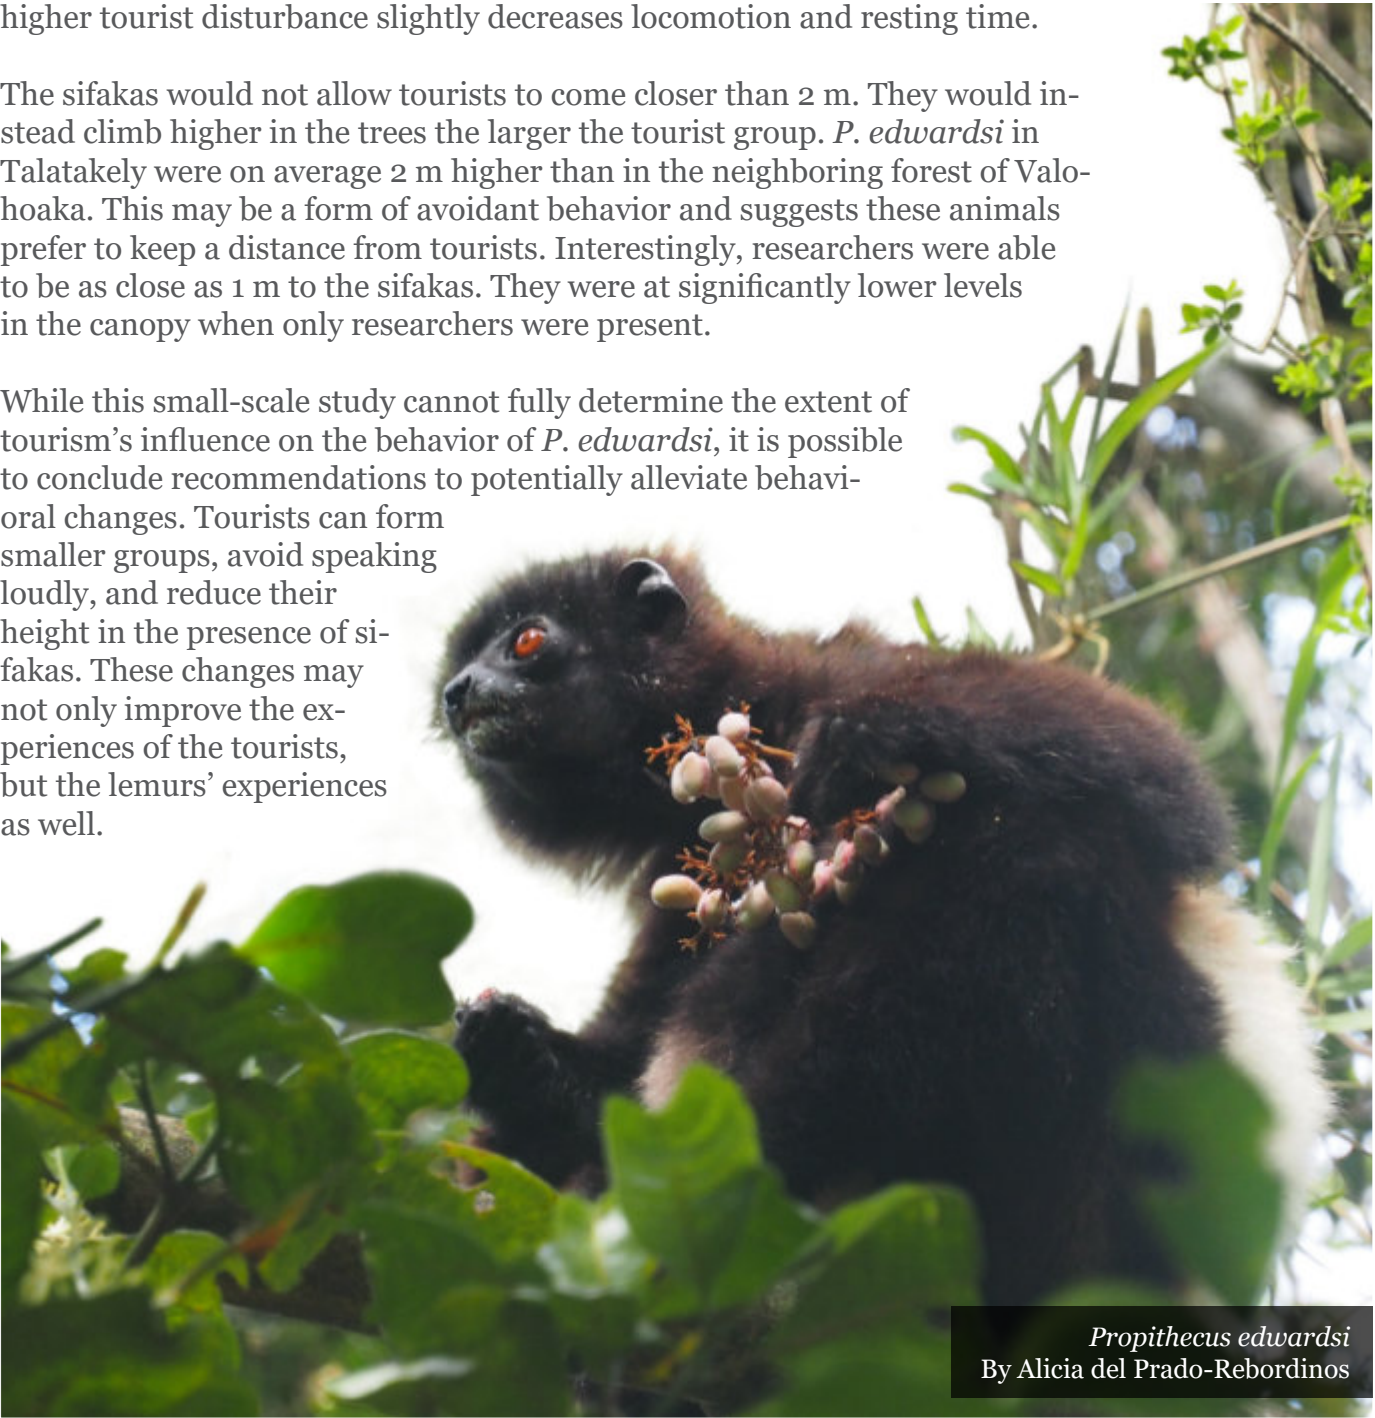 higher tourist disturbance slightly decreases locomotion and resting time.
The sifakas would not allow tourists to come closer than 2 m. They would in-
stead climb higher in the trees the larger the tourist group. P. edwardsi in
Talatakely were on average 2 m higher than in the neighboring forest of Valo-
hoaka. This may be a form of avoidant behavior and suggests these animals
prefer to keep a distance from tourists. Interestingly, researchers were able
to be as close as 1 m to the sifakas. They were at significantly lower levels
in the canopy when only researchers were present.
While this small-scale study cannot fully determine the extent of
tourism’s influence on the behavior of P. edwardsi, it is possible
to conclude recommendations to potentially alleviate behavi-
oral changes. Tourists can form
smaller groups, avoid speaking
loudly, and reduce their
height in the presence of si-
fakas. These changes may
not only improve the ex-
periences of the tourists,
but the lemurs’ experiences
as well.
Propithecus edwardsi
By Alicia del Prado-Rebordinos